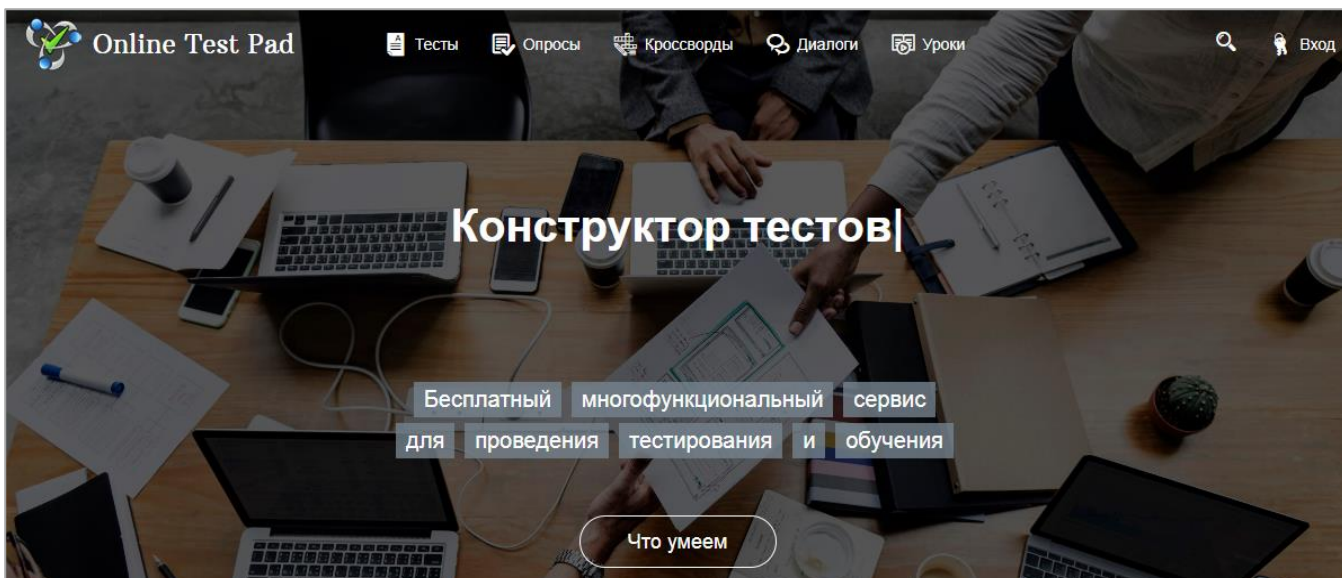 Online Test Pad Тесты Опросы Кроссворды Диалоги Уроки Вход
Конструктор тестов|
Бесплатный многофункциональный сервис
для проведения тестирования и обучения
Что умеем